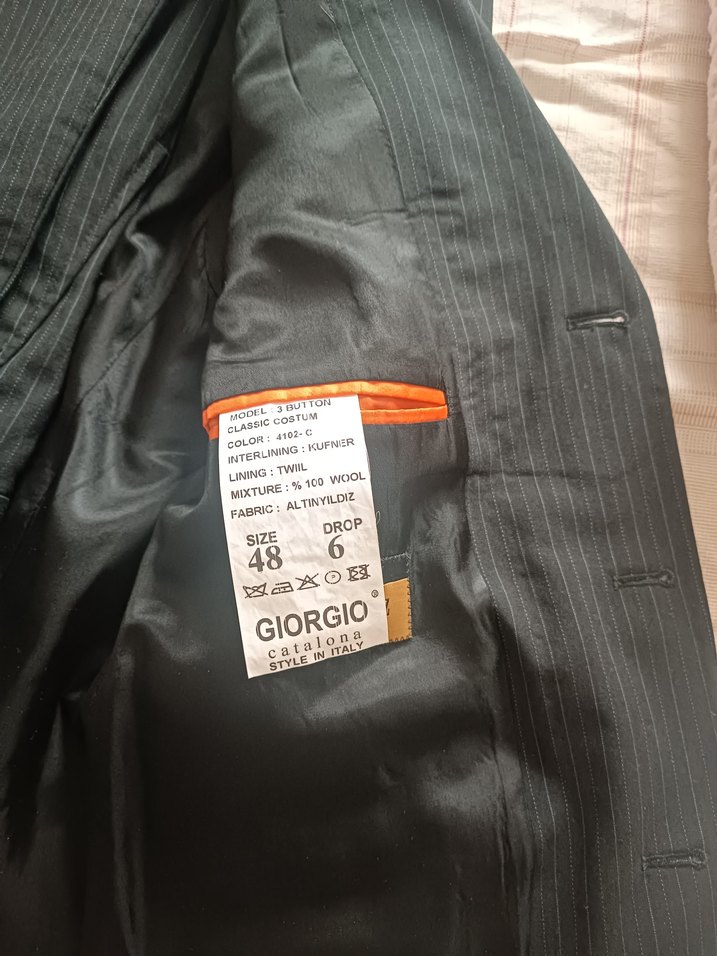 MODEL : 3 BUTTON
CLASSIC COSTUM
COLOR : 4102- C
INTERLINING : KUFNER
LINING : TWIIL
MIXTURE : % 100 WOOL
FABRIC : ALTINYILDIZ
SIZE DROP
48 6
GIORGIO ®
catalona
STYLE IN ITALY